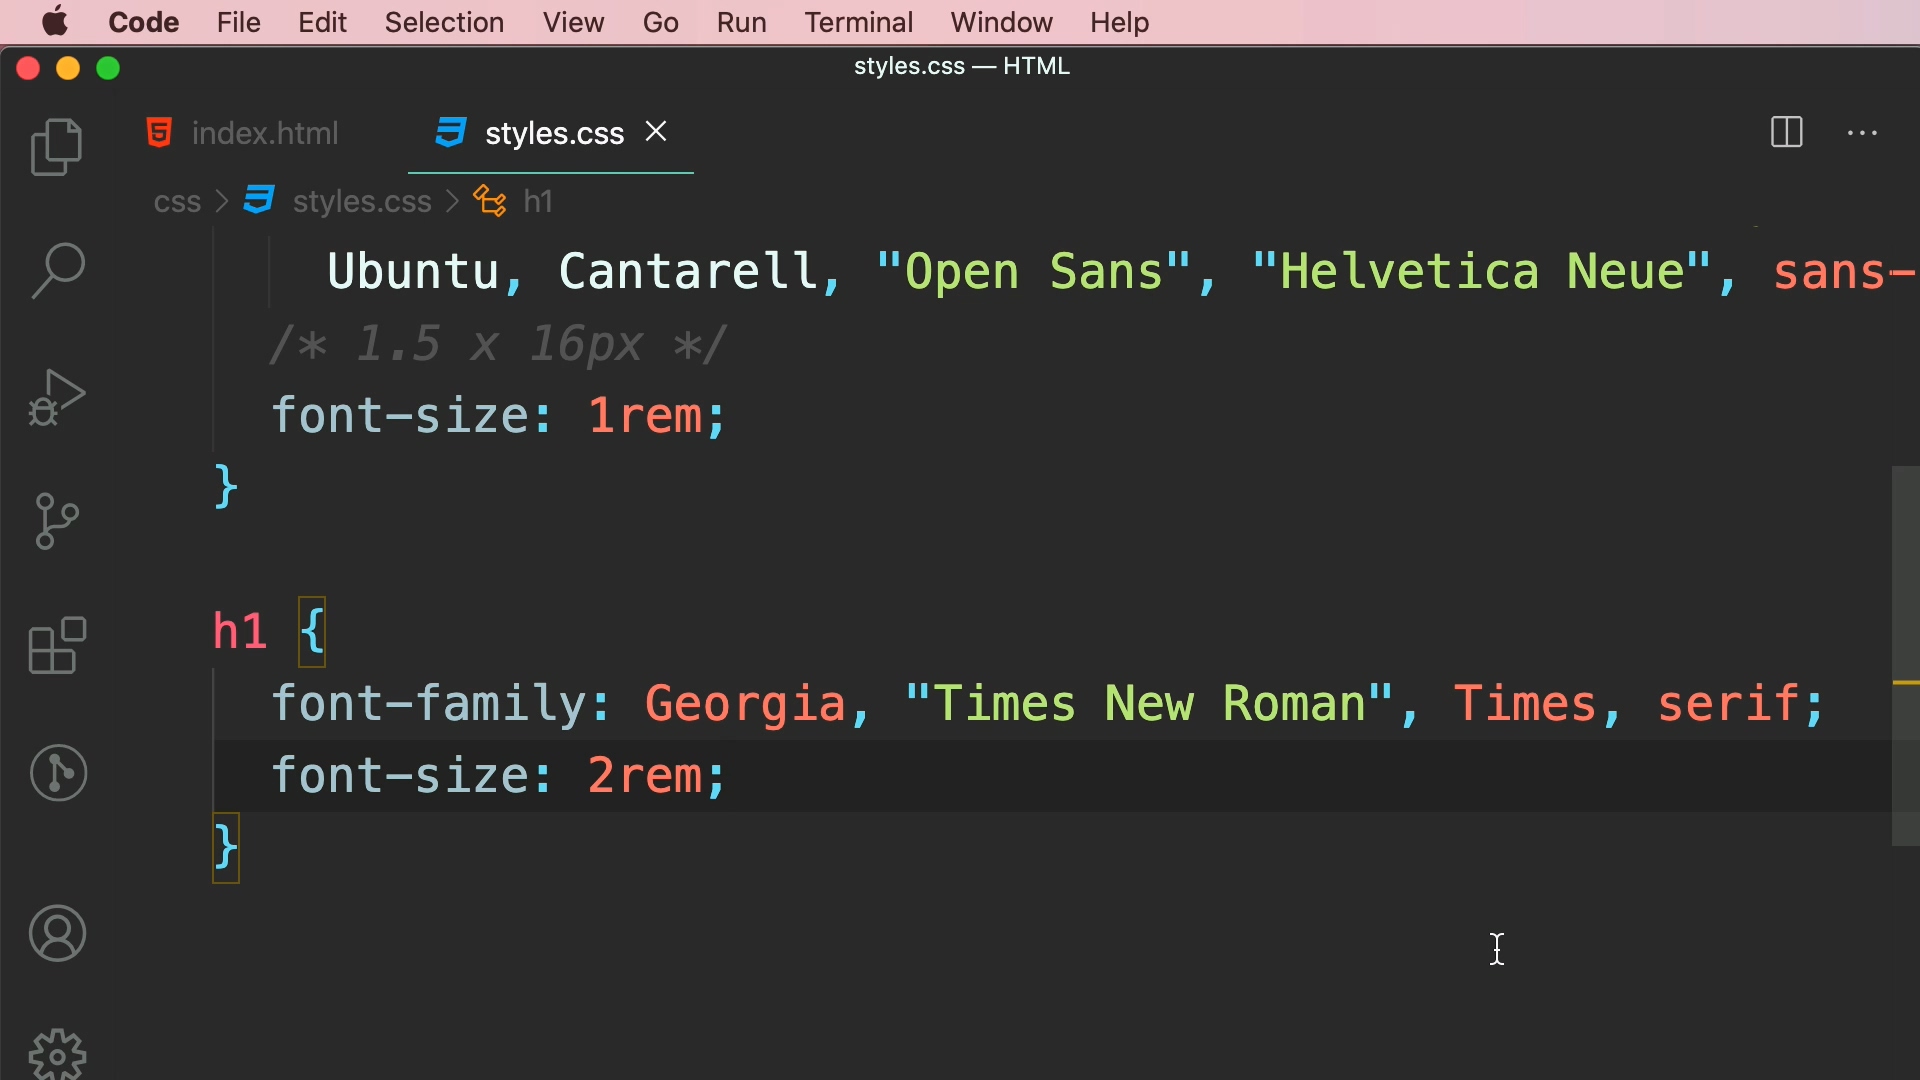 Code File Edit Selection View Go Run Terminal Window Help
styles.css — HTML
index.html styles.css
css > styles.css > h1
Ubuntu, Cantarell, "Open Sans", "Helvetica Neue", sans-
/* 1.5 x 16px */
font-size: 1rem;
}
h1 {
font-family: Georgia, "Times New Roman", Times, serif;
font-size: 2rem;
}